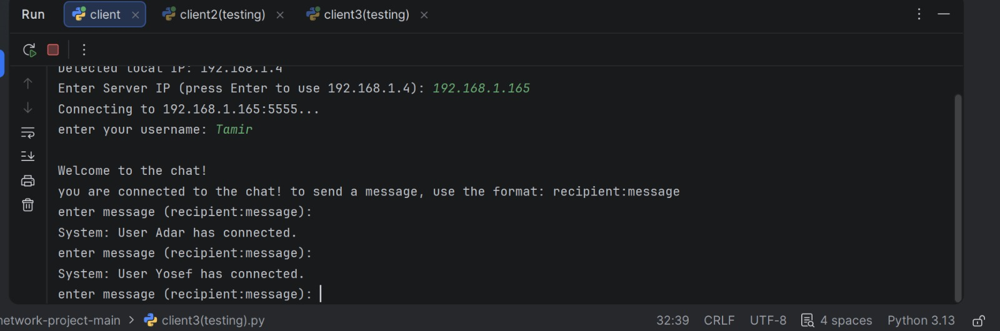 Run client client2(testing) client3(testing)
Detected local IP: 192.168.1.4
Enter Server IP (press Enter to use 192.168.1.4): 192.168.1.165
Connecting to 192.168.1.165:5555...
enter your username: Tamir
Welcome to the chat!
you are connected to the chat! to send a message, use the format: recipient:message
enter message (recipient:message):
System: User Adar has connected.
enter message (recipient:message):
System: User Yosef has connected.
enter message (recipient:message):
network-project-main > client3(testing).py 32:39 CRLF UTF-8 4 spaces Python 3.13